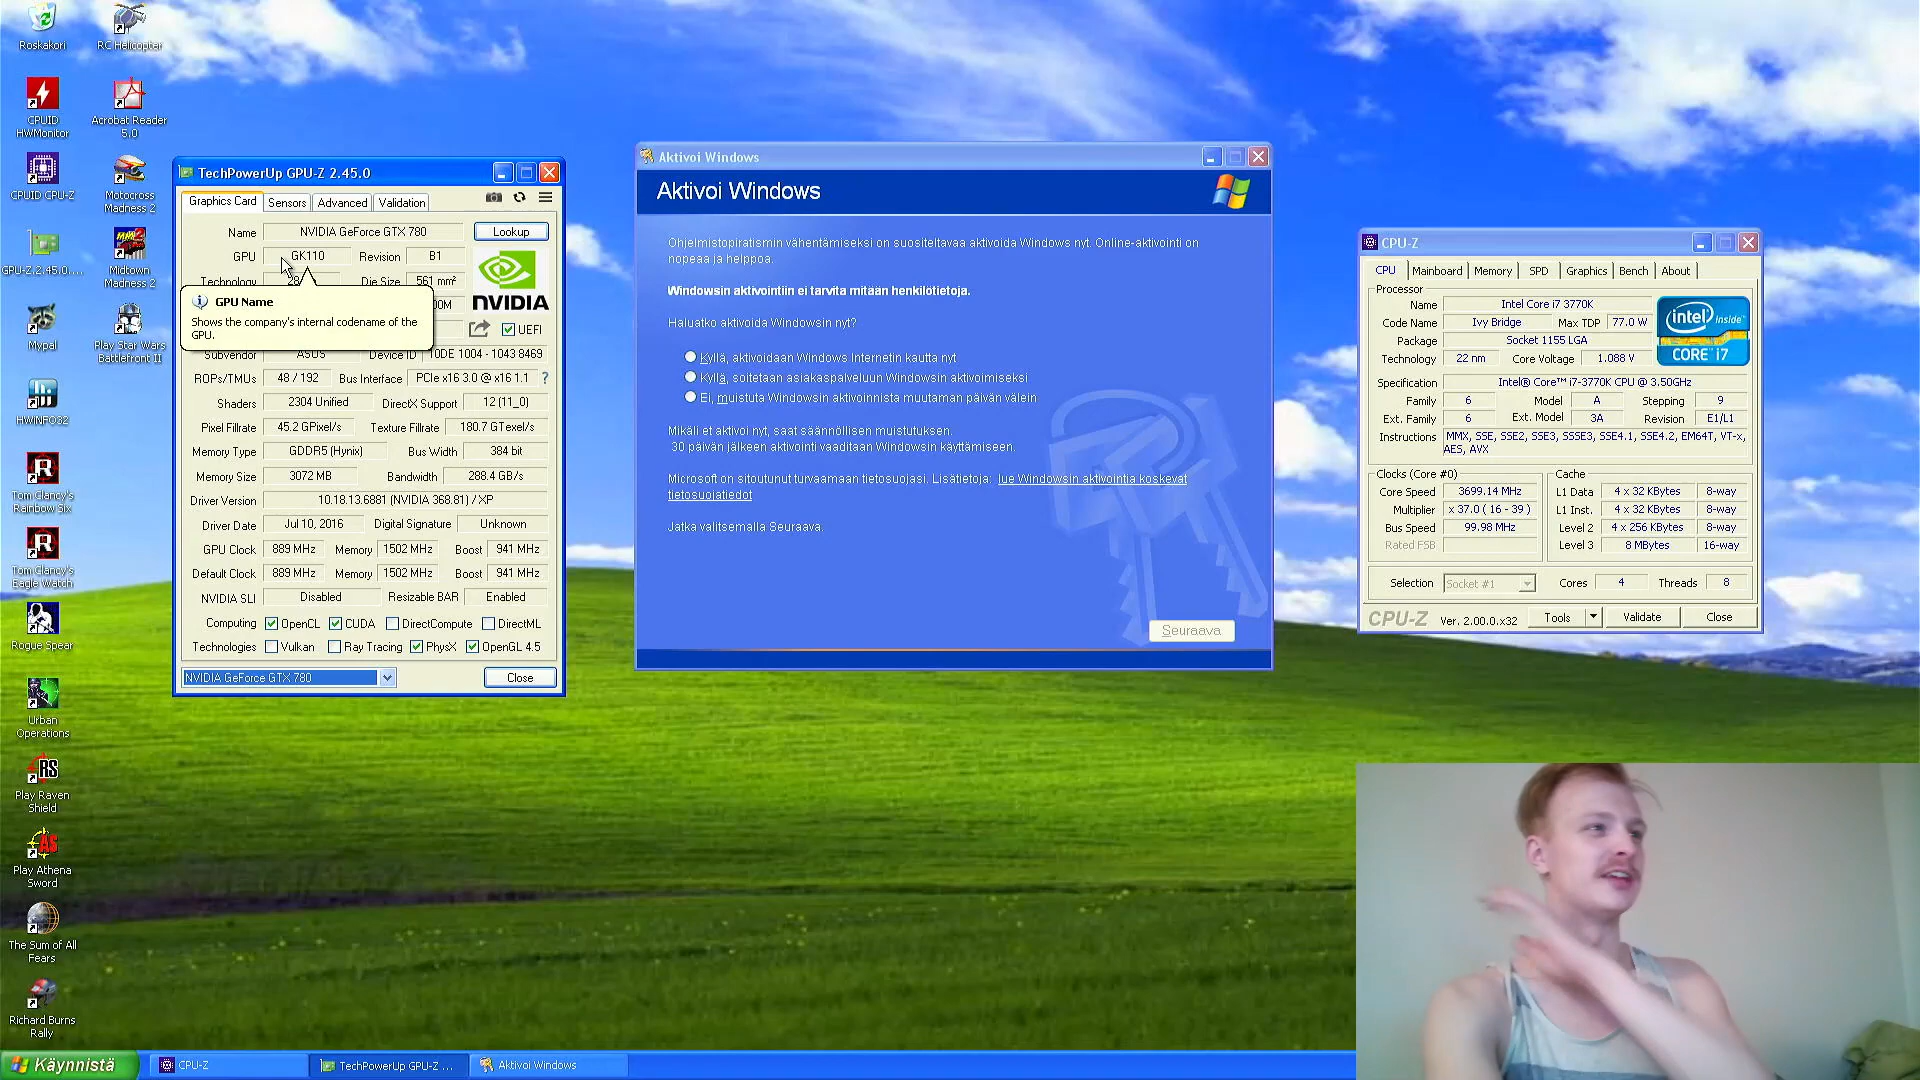 Roskakori
RC Helicopter
CPUID
HWMonitor
Acrobat Reader
5.0
CPUID CPU-Z
Motocross
Madness 2
GPU-Z.2.45.0....
Midtown
Madness 2
Mypal
Play Star Wars
Battlefront II
HWiNFO32
Tom Clancy's
Rainbow Six
Tom Clancy's
Eagle Watch
Rogue Spear
Urban
Operations
Play Raven
Shield
Play Athena
Sword
The Sum of All
Fears
Richard Burns
Rally
TechPowerUp GPU-Z 2.45.0
Graphics Card Sensors Advanced Validation
Name NVIDIA GeForce GTX 780 Lookup
GPU GK110 Revision B1
Technology 28 Die Size 561 mm²
GPU Name
Shows the company's internal codename of the
GPU.
NVIDIA
UEFI
Subvendor ASUS Device ID 10DE 1004 - 1043 8469
ROPs/TMUs 48 / 192 Bus Interface PCIe x16 3.0 @ x16 1.1 ?
Shaders 2304 Unified DirectX Support 12 (11_0)
Pixel Fillrate 45.2 GPixel/s Texture Fillrate 180.7 GTexel/s
Memory Type GDDR5 (Hynix) Bus Width 384 bit
Memory Size 3072 MB Bandwidth 288.4 GB/s
Driver Version 10.18.13.6881 (NVIDIA 368.81) / XP
Driver Date Jul 10, 2016 Digital Signature Unknown
GPU Clock 889 MHz Memory 1502 MHz Boost 941 MHz
Default Clock 889 MHz Memory 1502 MHz Boost 941 MHz
NVIDIA SLI Disabled Resizable BAR Enabled
Computing OpenCL CUDA DirectCompute DirectML
Technologies Vulkan Ray Tracing PhysX OpenGL 4.5
NVIDIA GeForce GTX 780 Close
Aktivoi Windows
Aktivoi Windows
Ohjelmistopiratismin vähentämiseksi on suositeltavaa aktivoida Windows nyt. Online-aktivointi on
nopeaa ja helppoa.
Windowsin aktivointiin ei tarvita mitään henkilötietoja.
Haluatko aktivoida Windowsin nyt?
Kyllä, aktivoidaan Windows Internetin kautta nyt
Kyllä, soitetaan asiakaspalveluun Windowsin aktivoimiseksi
Ei, muistuta Windowsin aktivoinnista muutaman päivän välein
Mikäli et aktivoi nyt, saat säännöllisen muistutuksen.
30 päivän jälkeen aktivointi vaaditaan Windowsin käyttämiseen.
Microsoft on sitoutunut turvaamaan tietosuojasi. Lisätietoja: lue Windowsin aktivointia koskevat
tietosuojatiedot
Jatka valitsemalla Seuraava.
Seuraava
CPU-Z
CPU Mainboard Memory SPD Graphics Bench About
Processor
Name Intel Core i7 3770K
Code Name Ivy Bridge Max TDP 77.0 W
Package Socket 1155 LGA
Technology 22 nm Core Voltage 1.088 V
intel inside™
CORE i7
Specification Intel® Core™ i7-3770K CPU @ 3.50GHz
Family 6 Model A Stepping 9
Ext. Family 6 Ext. Model 3A Revision E1/L1
Instructions MMX, SSE, SSE2, SSE3, SSSE3, SSE4.1, SSE4.2, EM64T, VT-x,
AES, AVX
Clocks (Core #0) Cache
Core Speed 3699.14 MHz L1 Data 4 x 32 KBytes 8-way
Multiplier x 37.0 ( 16 - 39 ) L1 Inst. 4 x 32 KBytes 8-way
Bus Speed 99.98 MHz Level 2 4 x 256 KBytes 8-way
Rated FSB Level 3 8 MBytes 16-way
Selection Socket #1 Cores 4 Threads 8
CPU-Z Ver. 2.00.0.x32 Tools Validate Close
Käynnistä
CPU-Z
TechPowerUp GPU-Z ...
Aktivoi Windows